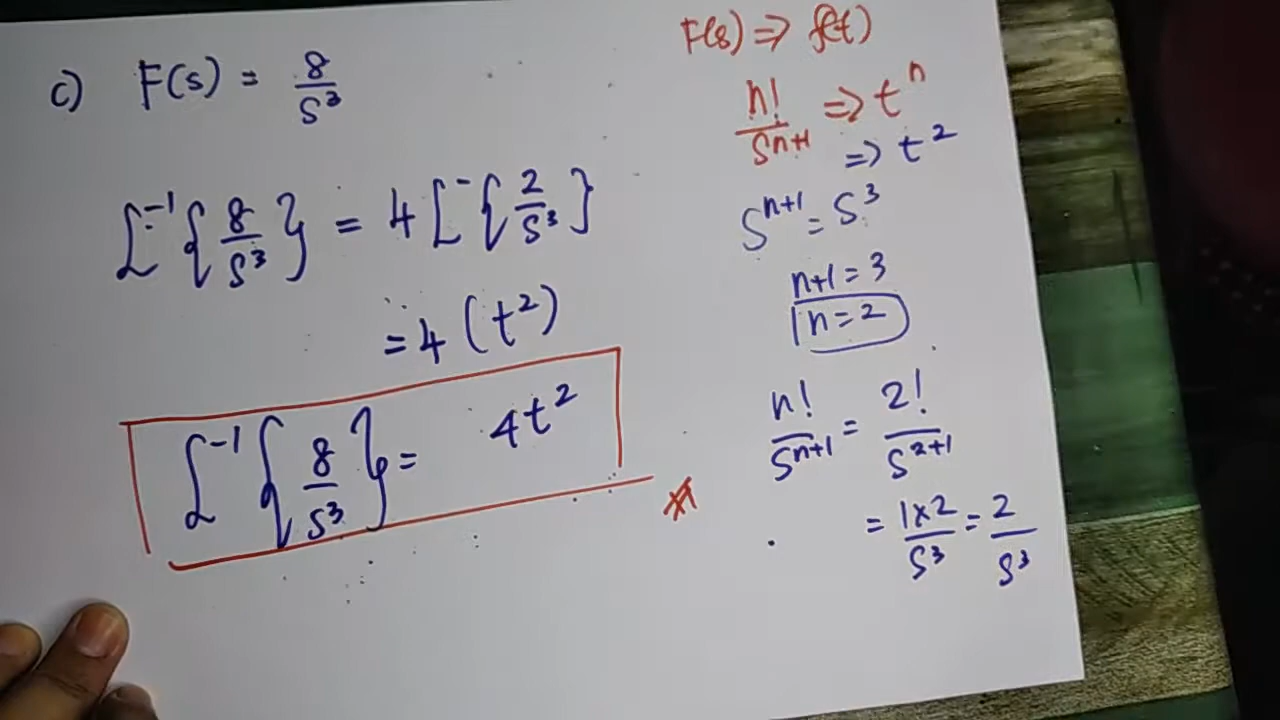 c) F(s) = 8/S³
L⁻¹{8/S³} = 4 L⁻{2/S³}
= 4 (t²)
L⁻¹{8/S³} = 4t²
F(s) ⇒ f(t)
n!/Sⁿ⁺¹ ⇒ tⁿ
⇒ t²
Sⁿ⁺¹ = S³
n+1 = 3
n = 2
n!/Sⁿ⁺¹ = 2!/S²⁺¹
= 1×2/S³ = 2/S³